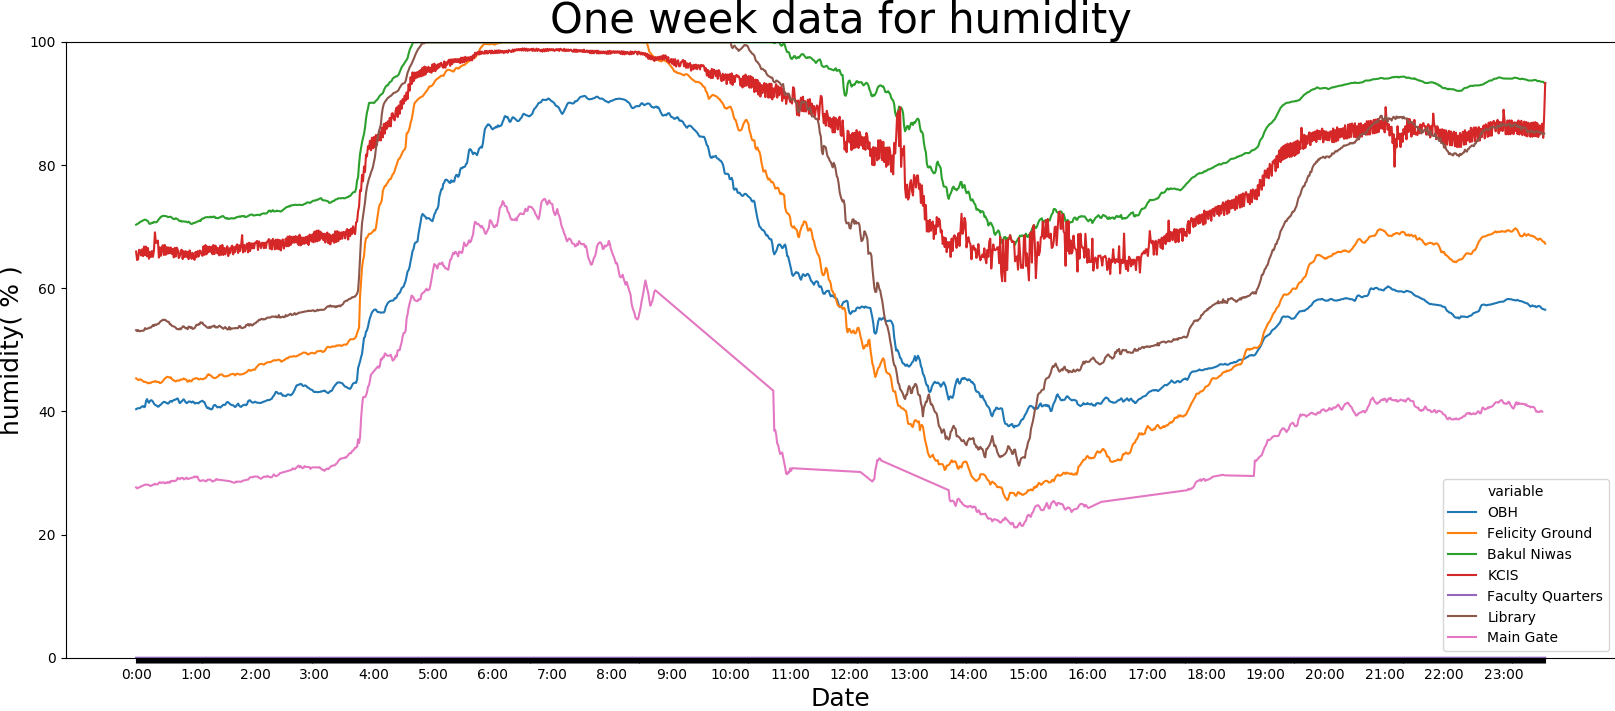 One week data for humidity
100
80
60
40
20
0
humidity( % )
0:00 1:00 2:00 3:00 4:00 5:00 6:00 7:00 8:00 9:00 10:00 11:00 12:00 13:00 14:00 15:00 16:00 17:00 18:00 19:00 20:00 21:00 22:00 23:00
Date
variable
OBH
Felicity Ground
Bakul Niwas
KCIS
Faculty Quarters
Library
Main Gate